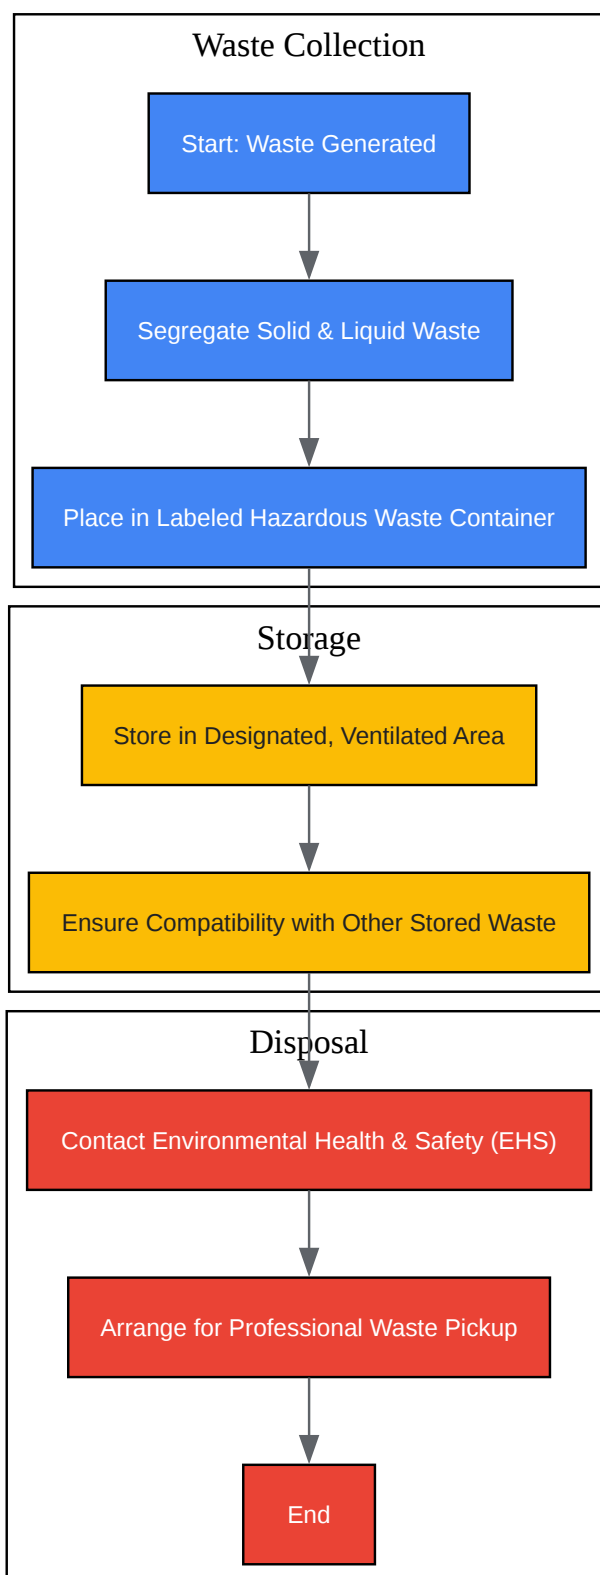 Waste Collection
Start: Waste Generated
Segregate Solid & Liquid Waste
Place in Labeled Hazardous Waste Container
Storage
Store in Designated, Ventilated Area
Ensure Compatibility with Other Stored Waste
Disposal
Contact Environmental Health & Safety (EHS)
Arrange for Professional Waste Pickup
End